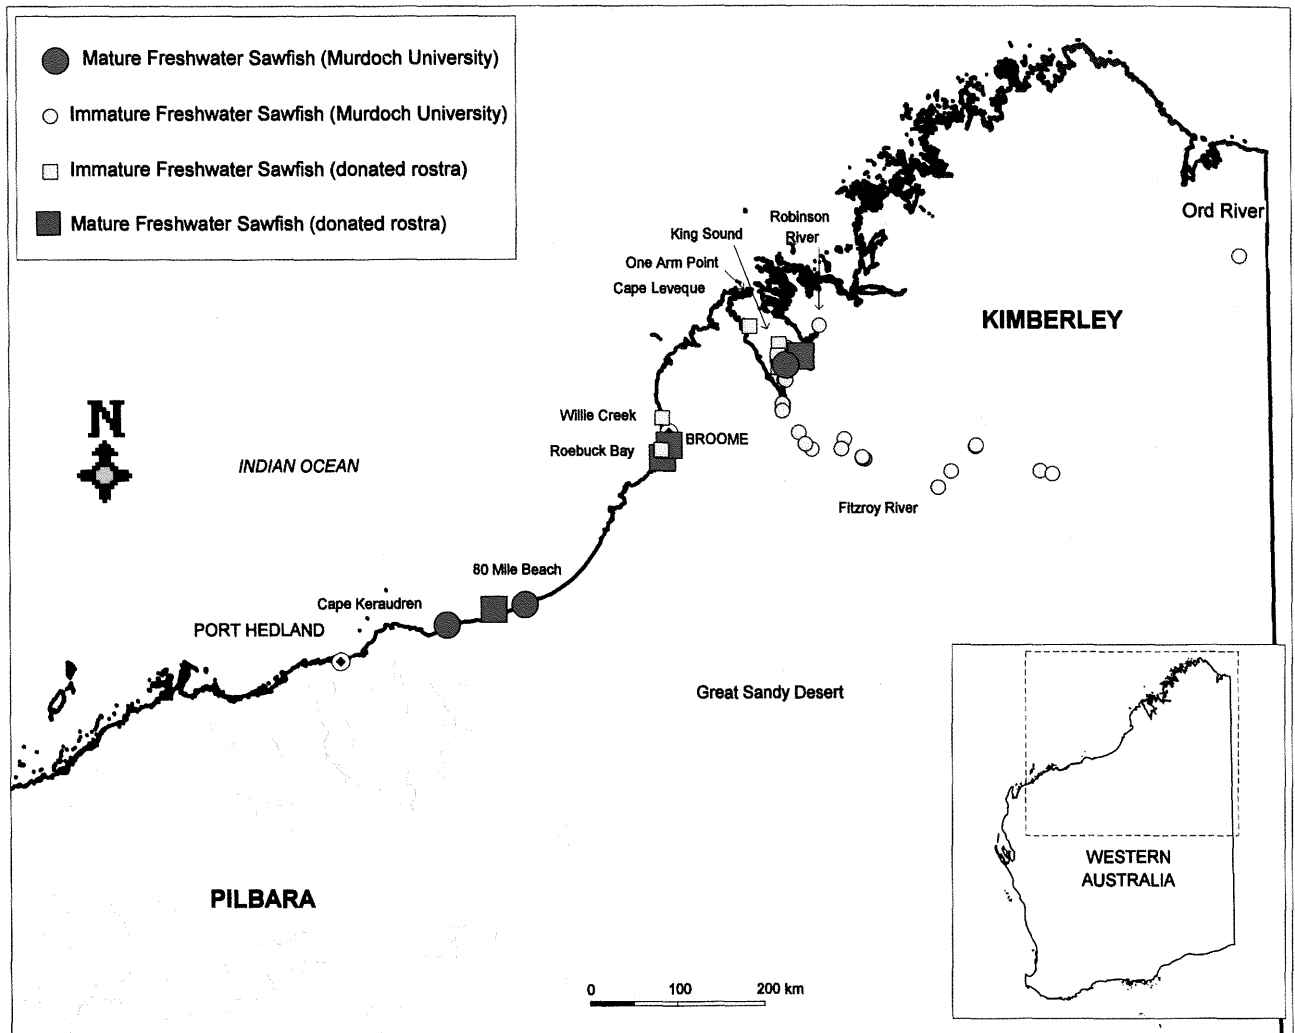 Mature Freshwater Sawfish (Murdoch University)
Immature Freshwater Sawfish (Murdoch University)
Immature Freshwater Sawfish (donated rostra)
Mature Freshwater Sawfish (donated rostra)
Robinson
River
King Sound
One Arm Point
Cape Leveque
Ord River
KIMBERLEY
Willie Creek
BROOME
Roebuck Bay
N
INDIAN OCEAN
Fitzroy River
80 Mile Beach
Cape Keraudren
PORT HEDLAND
Great Sandy Desert
PILBARA
WESTERN
AUSTRALIA
0 100 200 km